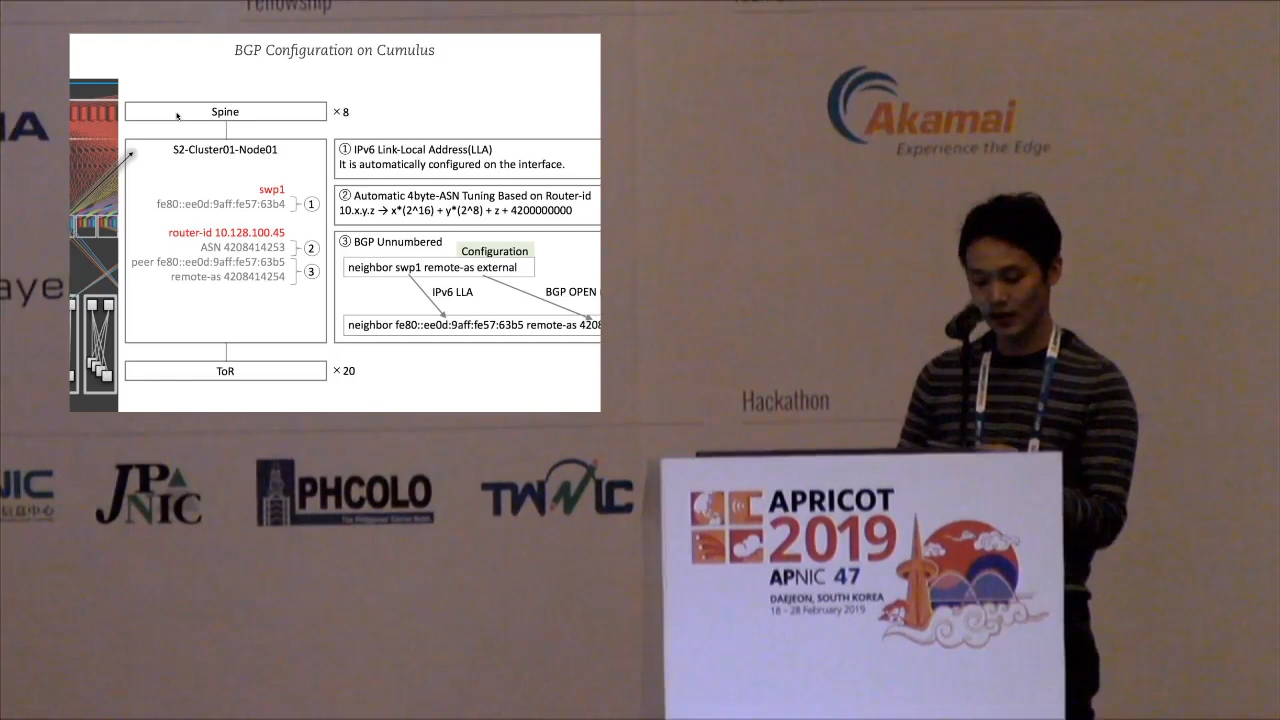 Fellowship
BGP Configuration on Cumulus
Spine
×8
S2-Cluster01-Node01
swp1
fe80::ee0d:9aff:fe57:63b4
①
router-id 10.128.100.45
ASN 4208414253
②
peer fe80::ee0d:9aff:fe57:63b5
remote-as 4208414254
③
ToR
×20
① IPv6 Link-Local Address(LLA)
It is automatically configured on the interface.
② Automatic 4byte-ASN Tuning Based on Router-id
10.x.y.z → x*(2^16) + y*(2^8) + z + 4200000000
③ BGP Unnumbered
Configuration
neighbor swp1 remote-as external
IPv6 LLA
BGP OPEN
neighbor fe80::ee0d:9aff:fe57:63b5 remote-as 4208
Akamai
Experience the Edge
Hackathon
JPNIC
PHCOLO
TWNIC
APRICOT
2019
APNIC 47
DAEJEON, SOUTH KOREA
18 - 28 February 2019